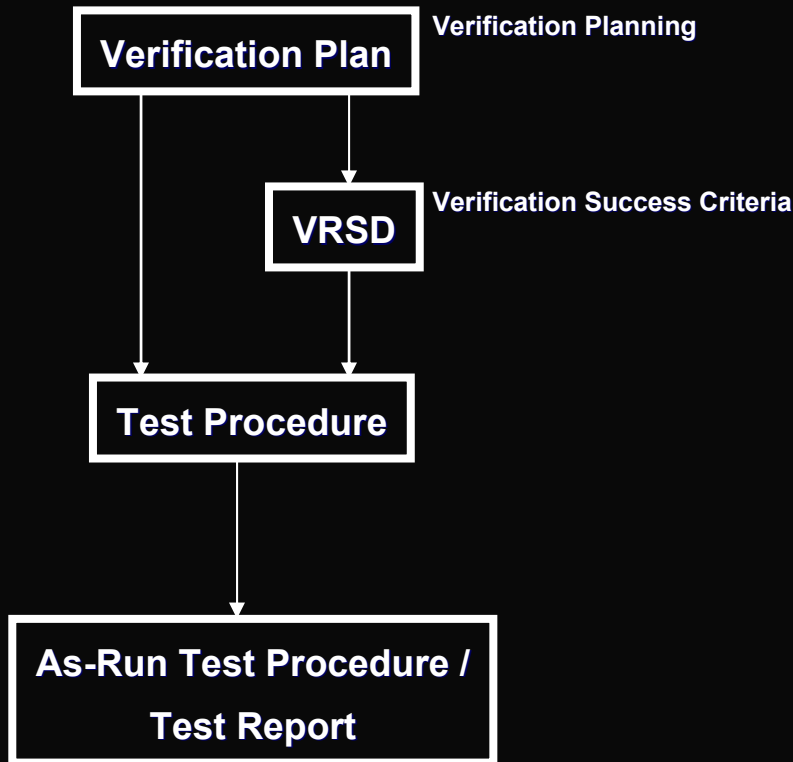 Verification Plan
Verification Planning
VRSD
Verification Success Criteria
Test Procedure
As-Run Test Procedure /
Test Report